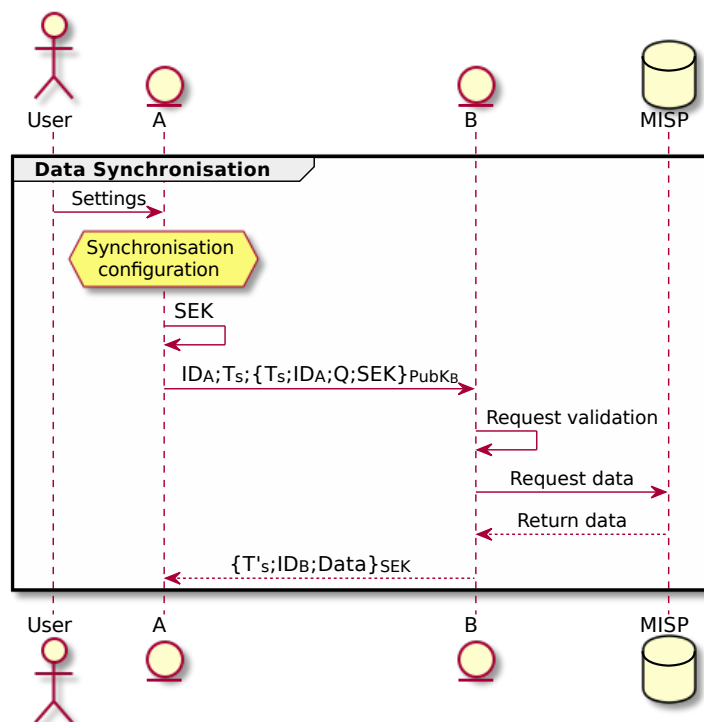 User A B MISP
Data Synchronisation
Settings
Synchronisation
configuration
SEK
IDA;Ts;{Ts;IDA;Q;SEK}PubKB
Request validation
Request data
Return data
{T's;IDB;Data}SEK
User A B MISP